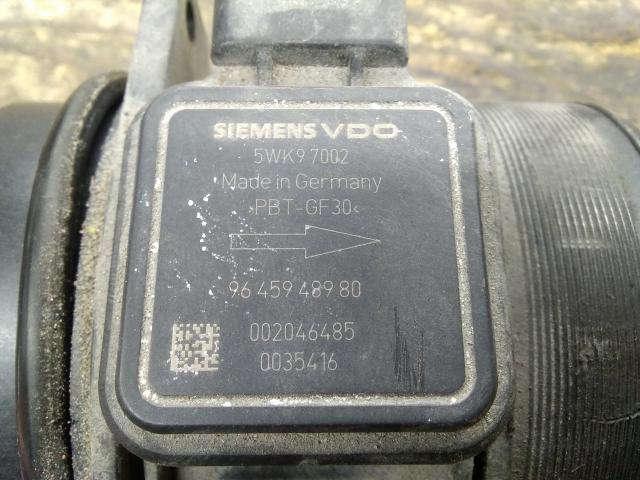 SIEMENS VDO
5WK9 7002
Made in Germany
>PBT-GF30<
96 459 489 80
002046485
0035416